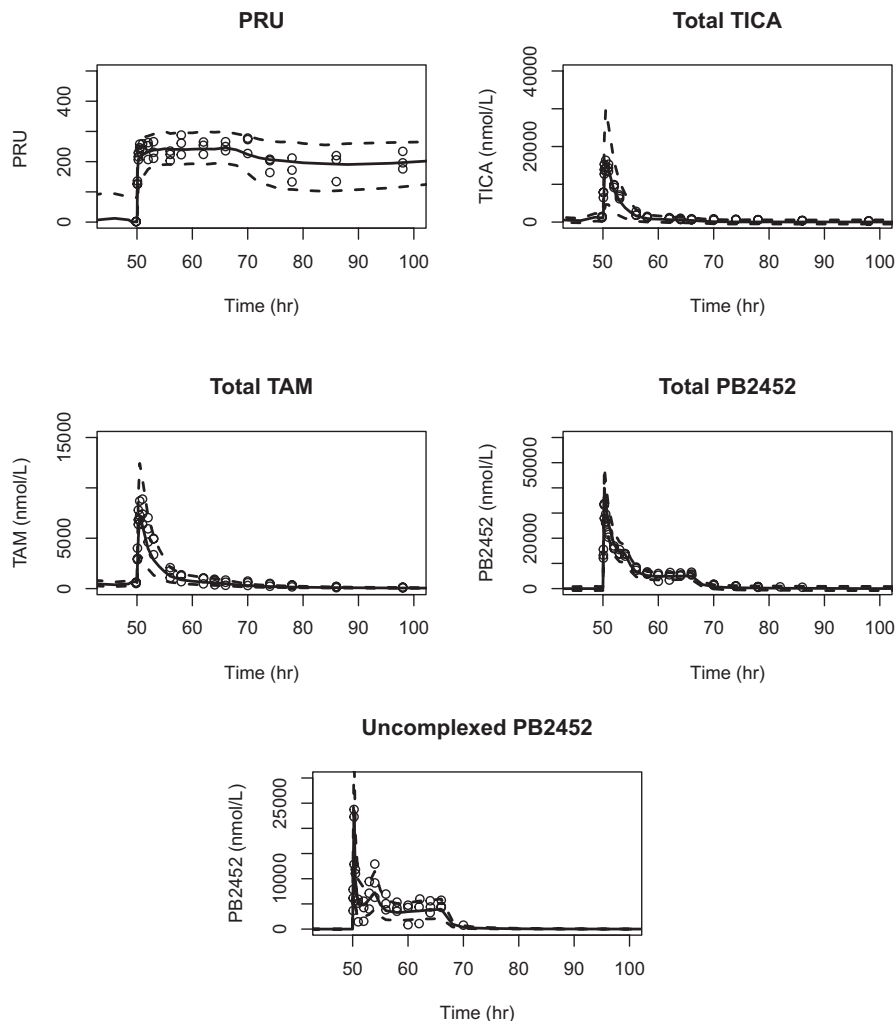 PRU
PRU
0 200 400
50 60 70 80 90 100
Time (hr)
Total TICA
TICA (nmol/L)
0 20000 40000
50 60 70 80 90 100
Time (hr)
Total TAM
TAM (nmol/L)
0 5000 15000
50 60 70 80 90 100
Time (hr)
Total PB2452
PB2452 (nmol/L)
0 20000 50000
50 60 70 80 90 100
Time (hr)
Uncomplexed PB2452
PB2452 (nmol/L)
0 10000 25000
50 60 70 80 90 100
Time (hr)